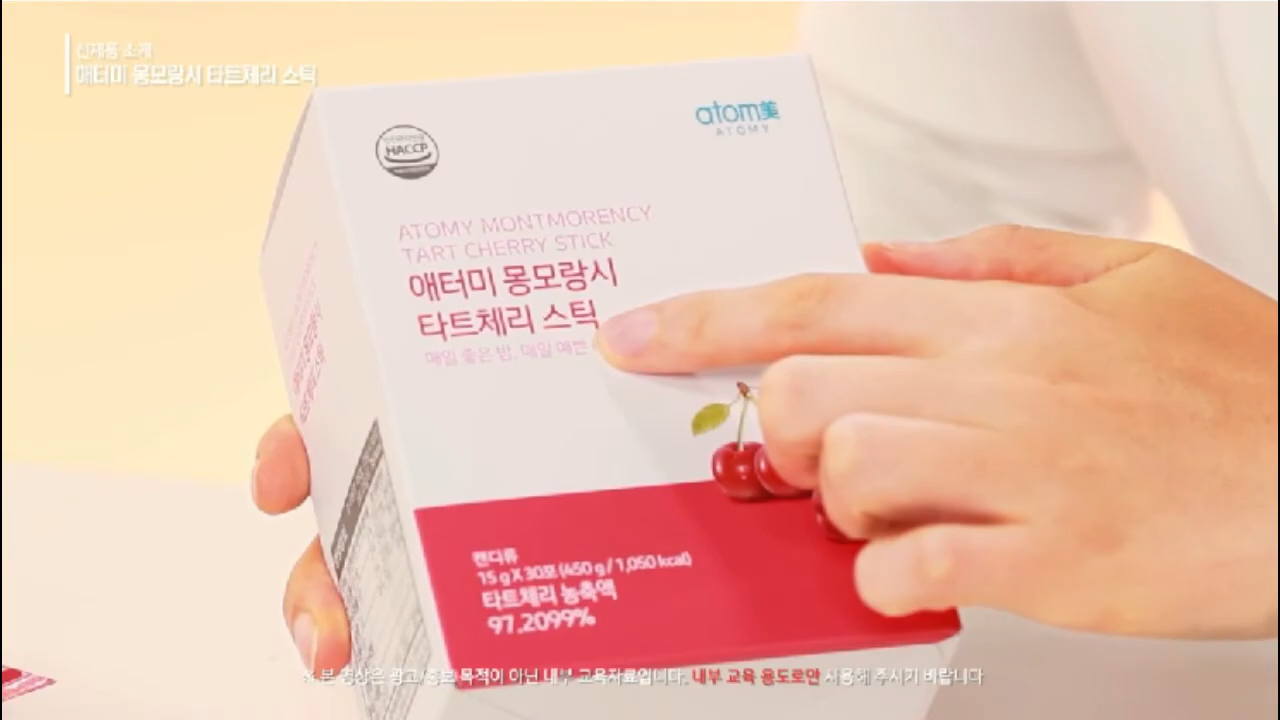 신제품 소개
애터미 몽모랑시 타트체리 스틱
atom美
ATOMY
HACCP
ATOMY MONTMORENCY
TART CHERRY STICK
애터미 몽모랑시
타트체리 스틱
매일 좋은 밤, 매일 예쁜
캔디류
15 g X 30포 (450 g / 1,050 kcal)
타트체리 농축액
97.2099%
※ 본 영상은 광고/홍보 목적이 아닌 내부 교육자료입니다. 내부 교육 용도로만 사용해 주시기 바랍니다